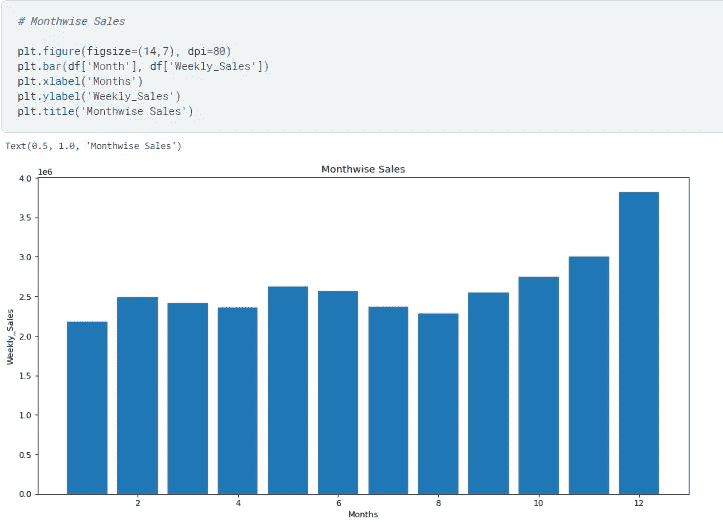 # Monthwise Sales
plt.figure(figsize=(14,7), dpi=80)
plt.bar(df['Month'], df['Weekly_Sales'])
plt.xlabel('Months')
plt.ylabel('Weekly_Sales')
plt.title('Monthwise Sales')
Text(0.5, 1.0, 'Monthwise Sales')
Monthwise Sales
1e6
4.0
3.5
3.0
2.5
2.0
1.5
1.0
0.5
0.0
Weekly_Sales
2 4 6 8 10 12
Months